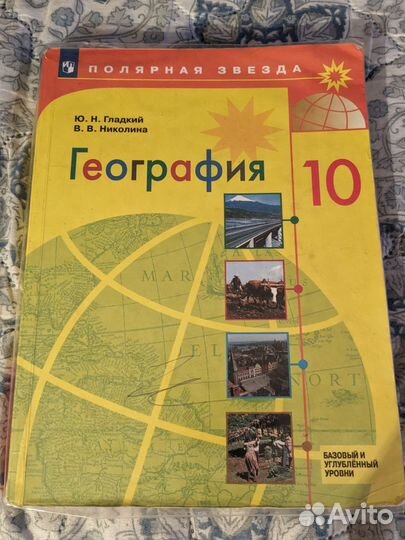 ПОЛЯРНАЯ ЗВЕЗДА
Ю. Н. Гладкий
В. В. Николина
География
10
MAR
EL
NORT
БАЗОВЫЙ И
УГЛУБЛЁННЫЙ
УРОВНИ
Avito